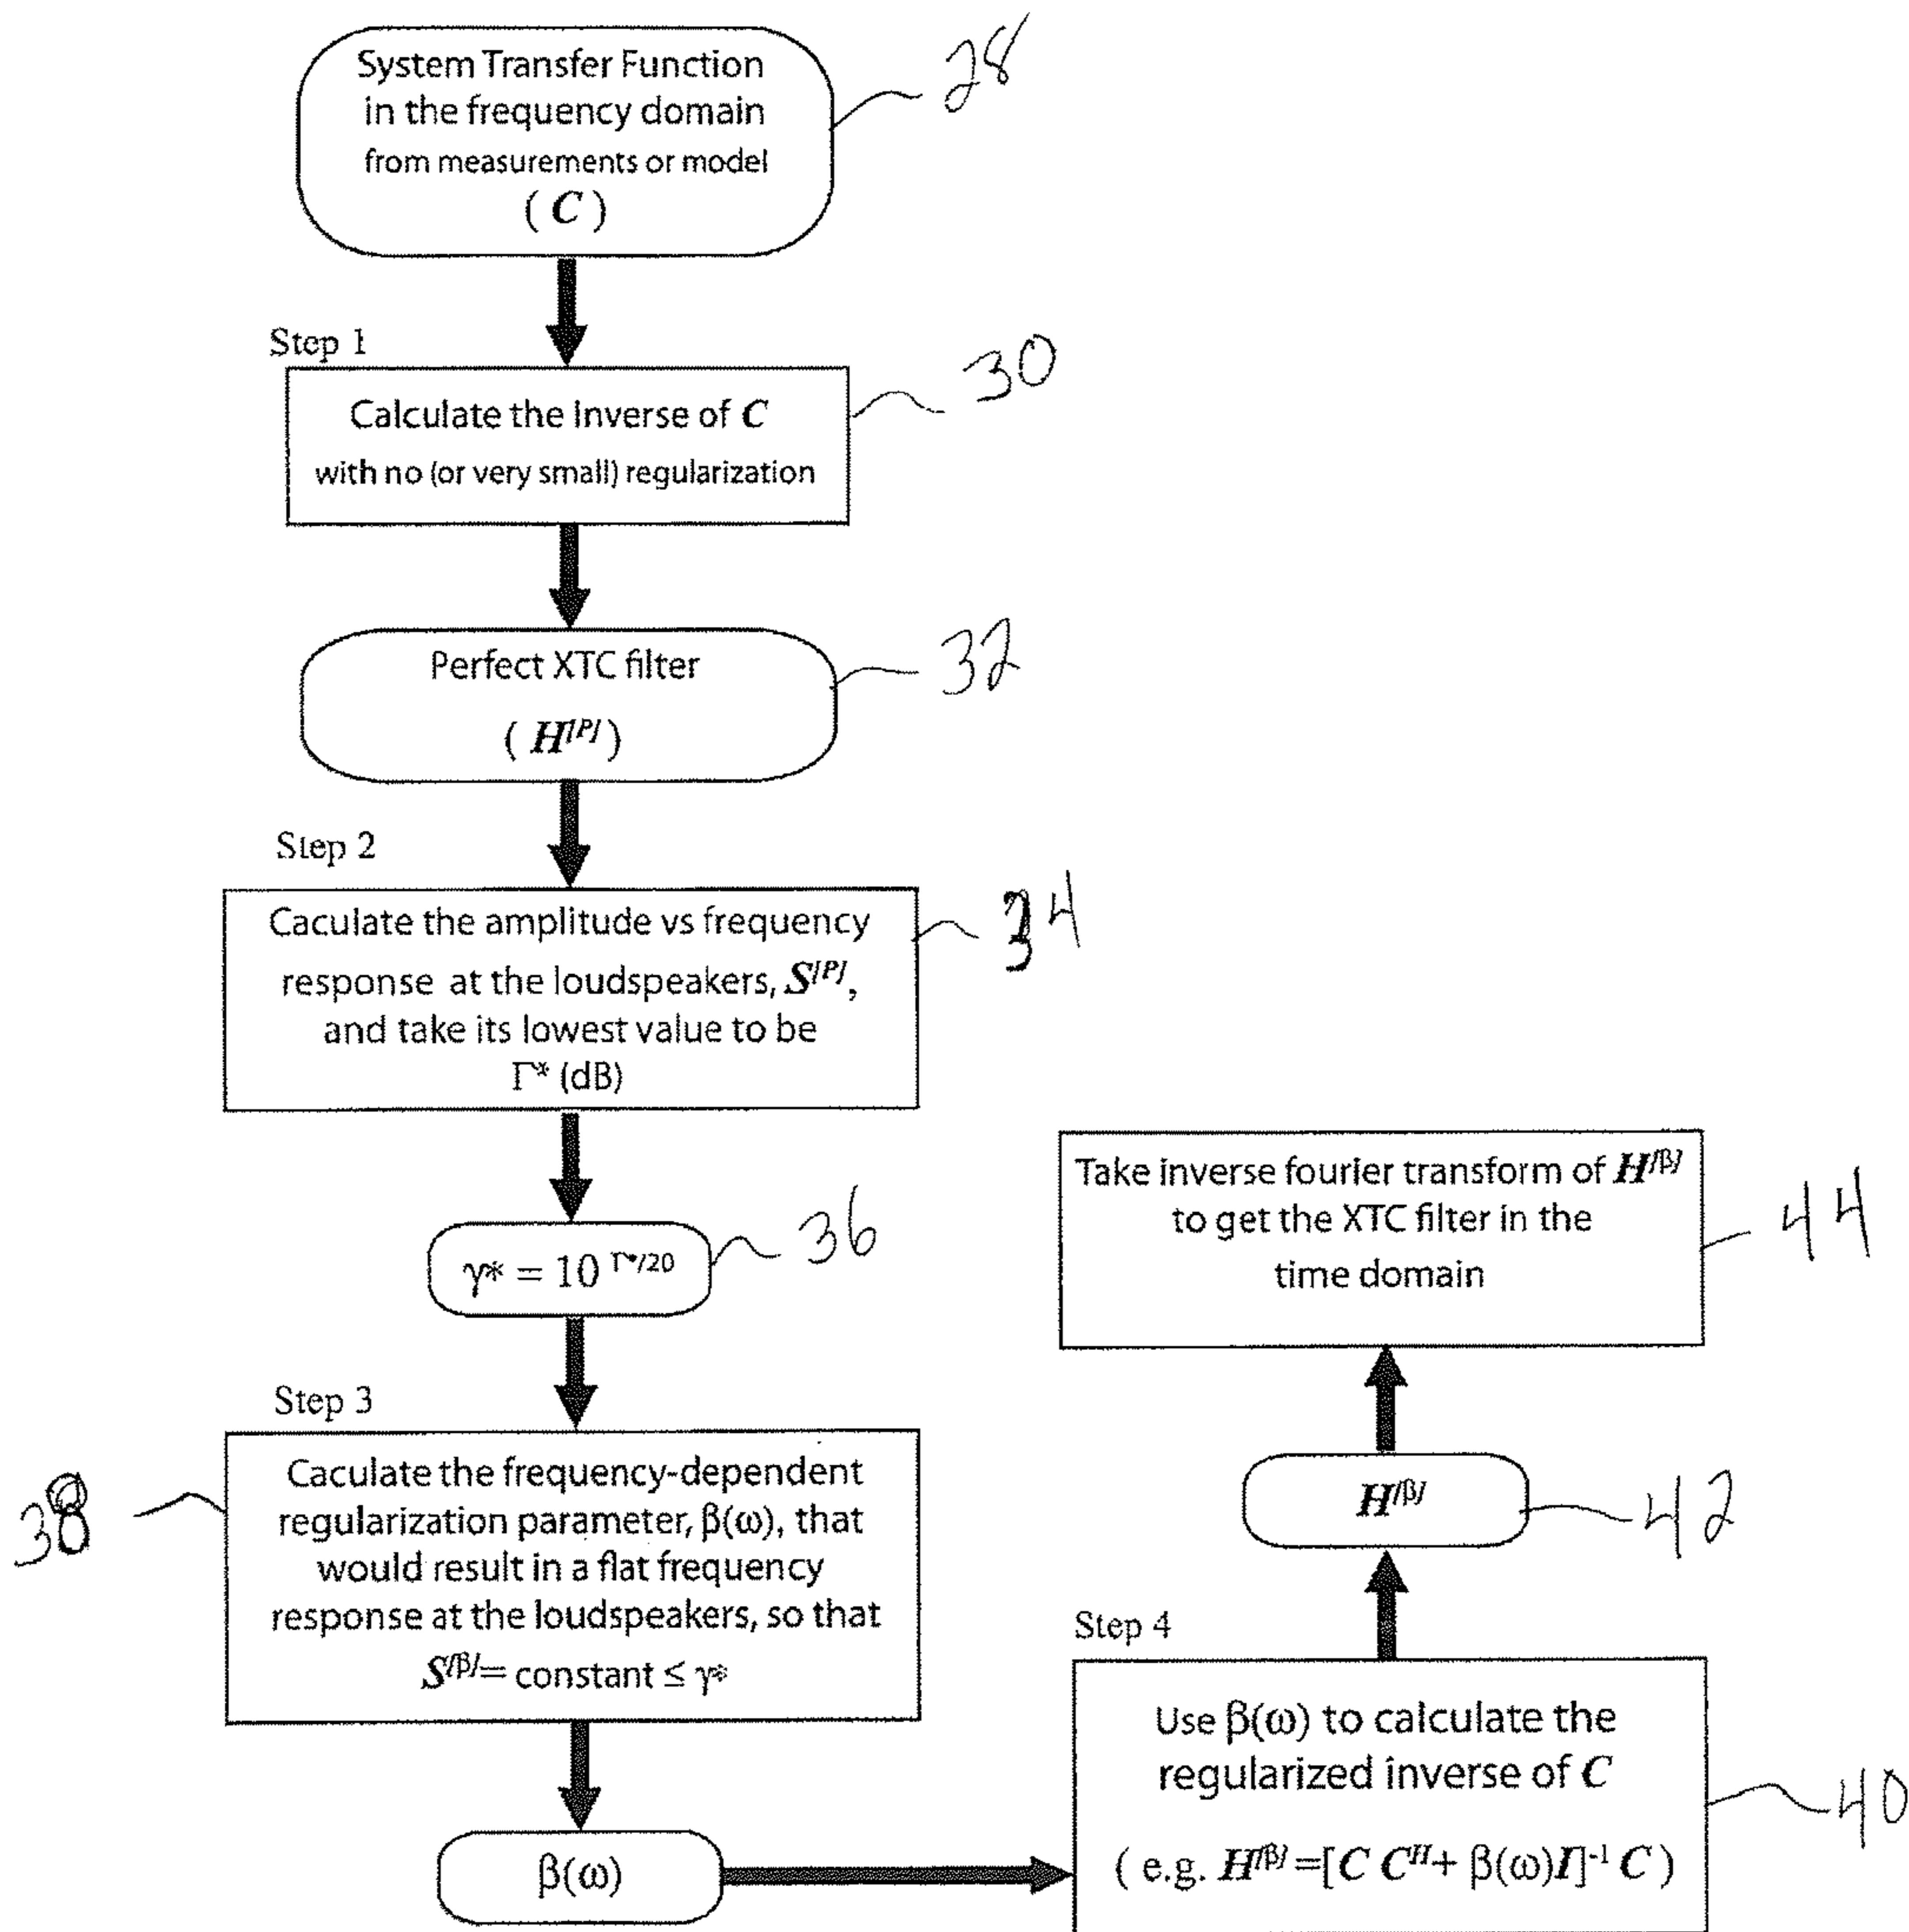 System Transfer Function
in the frequency domain
from measurements or model
( C )
28
Step 1
Calculate the inverse of C
with no (or very small) regularization
30
Perfect XTC filter
( H[P] )
32
Step 2
Caculate the amplitude vs frequency
response at the loudspeakers, S[P],
and take its lowest value to be
Γ* (dB)
34
γ* = 10 Γ*/20
36
Step 3
Caculate the frequency-dependent
regularization parameter, β(ω), that
would result in a flat frequency
response at the loudspeakers, so that
S[β]= constant ≤ γ*
38
β(ω)
Step 4
Use β(ω) to calculate the
regularized inverse of C
( e.g. H[β]=[C CH+ β(ω)I]-1 C )
40
H[β]
42
Take inverse fourier transform of H[β]
to get the XTC filter in the
time domain
44